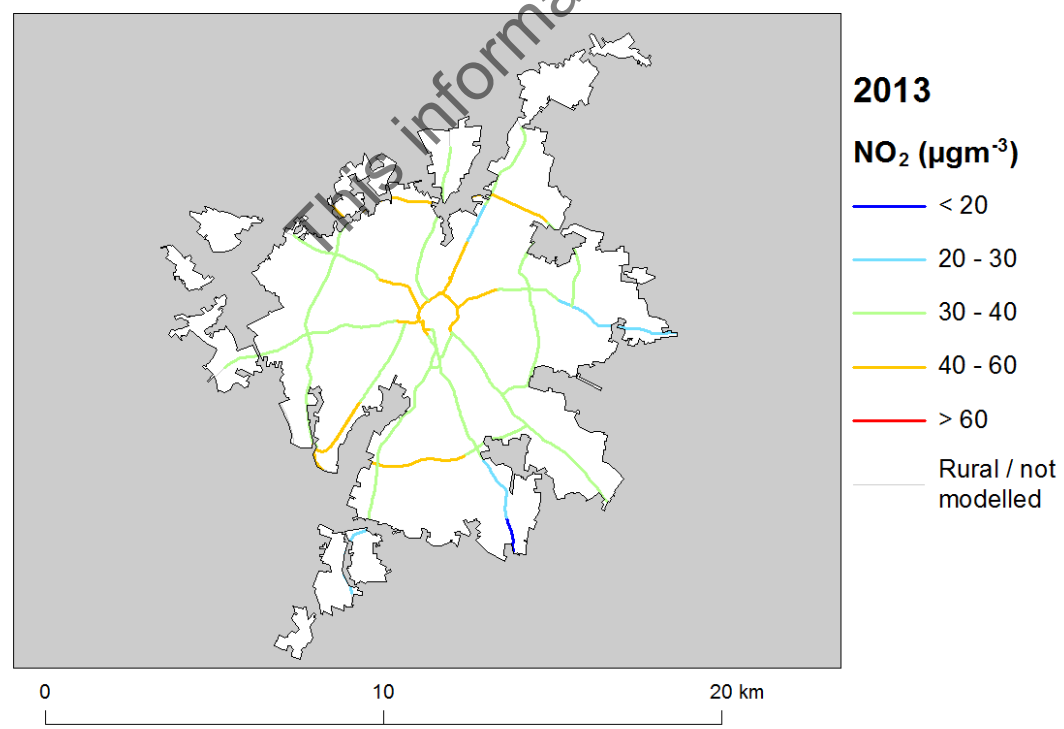 This informa
2013
NO₂ (µgm⁻³)
< 20
20 - 30
30 - 40
40 - 60
> 60
Rural / not
modelled
0 10 20 km